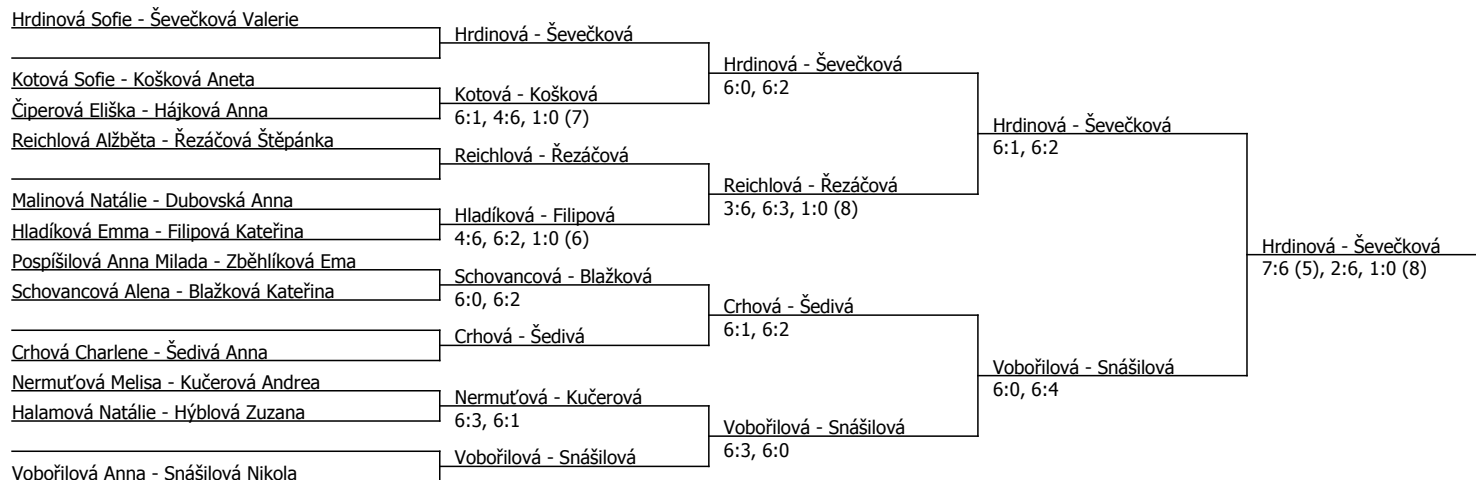 Hrdinová Sofie - Ševečková Valerie
Kotová Sofie - Košková Aneta
Čiperová Eliška - Hájková Anna
Reichlová Alžběta - Řezáčová Štěpánka
Malinová Natálie - Dubovská Anna
Hladíková Emma - Filipová Kateřina
Pospíšilová Anna Milada - Zběhlíková Ema
Schovancová Alena - Blažková Kateřina
Crhová Charlene - Šedivá Anna
Nermuťová Melisa - Kučerová Andrea
Halamová Natálie - Hýblová Zuzana
Vobořilová Anna - Snášilová Nikola
Hrdinová - Ševečková
Kotová - Košková
6:1, 4:6, 1:0 (7)
Reichlová - Řezáčová
Hladíková - Filipová
4:6, 6:2, 1:0 (6)
Schovancová - Blažková
6:0, 6:2
Crhová - Šedivá
Nermuťová - Kučerová
6:3, 6:1
Vobořilová - Snášilová
Hrdinová - Ševečková
6:0, 6:2
Reichlová - Řezáčová
3:6, 6:3, 1:0 (8)
Crhová - Šedivá
6:1, 6:2
Vobořilová - Snášilová
6:3, 6:0
Hrdinová - Ševečková
6:1, 6:2
Vobořilová - Snášilová
6:0, 6:4
Hrdinová - Ševečková
7:6 (5), 2:6, 1:0 (8)